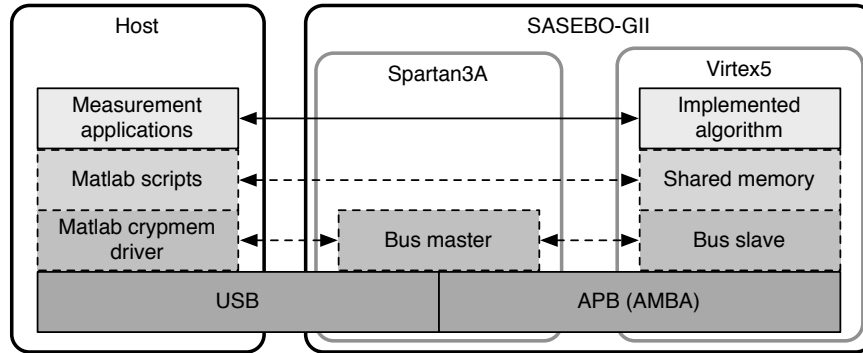 Host
SASEBO-GII
Spartan3A
Virtex5
Measurement
applications
Implemented
algorithm
Matlab scripts
Shared memory
Matlab crypmem
driver
Bus master
Bus slave
USB
APB (AMBA)